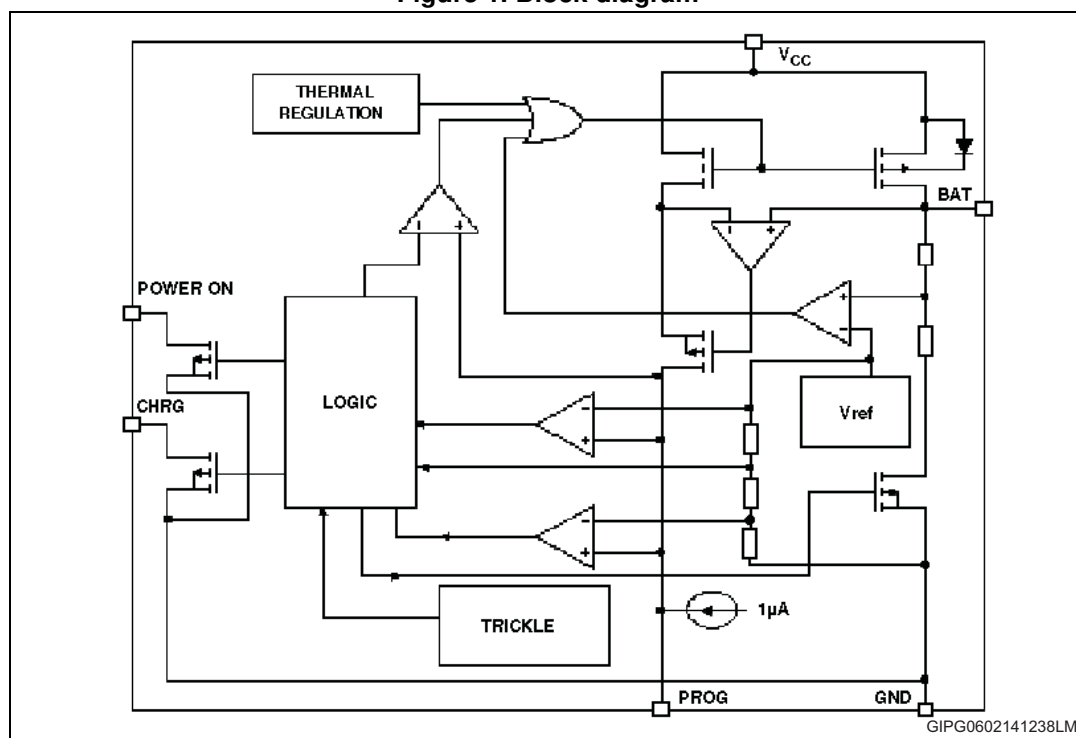 Figure 1. Block diagram
VCC
THERMAL
REGULATION
BAT
POWER ON
CHRG
LOGIC
Vref
1µA
TRICKLE
PROG
GND
GIPG0602141238LM